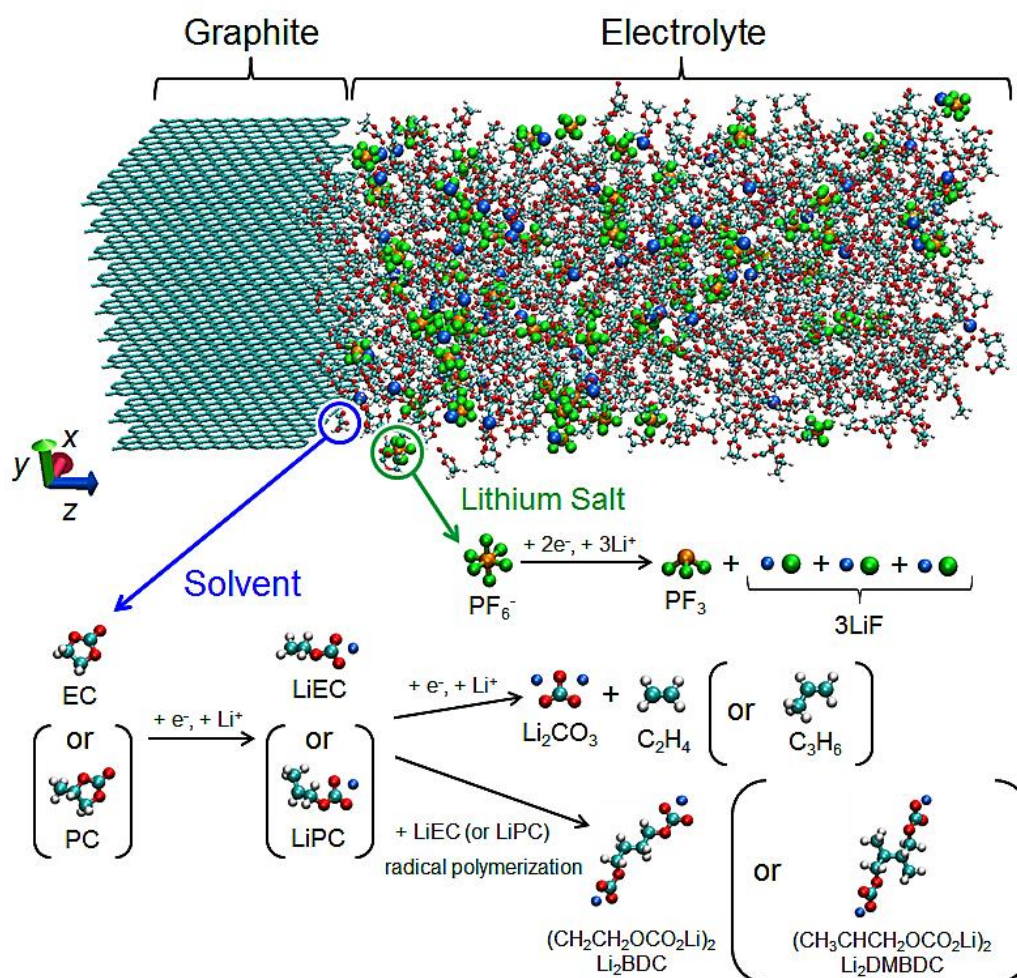 Graphite
Electrolyte
x
y
z
Lithium Salt
Solvent
+ 2e⁻, + 3Li⁺
PF₆⁻
PF₃
+
+
+
3LiF
EC
or
PC
+ e⁻, + Li⁺
LiEC
or
LiPC
+ e⁻, + Li⁺
Li₂CO₃
+
C₂H₄
or
C₃H₆
+ LiEC (or LiPC)
radical polymerization
(CH₂CH₂OCO₂Li)₂
Li₂BDC
or
(CH₃CHCH₂OCO₂Li)₂
Li₂DMBDC